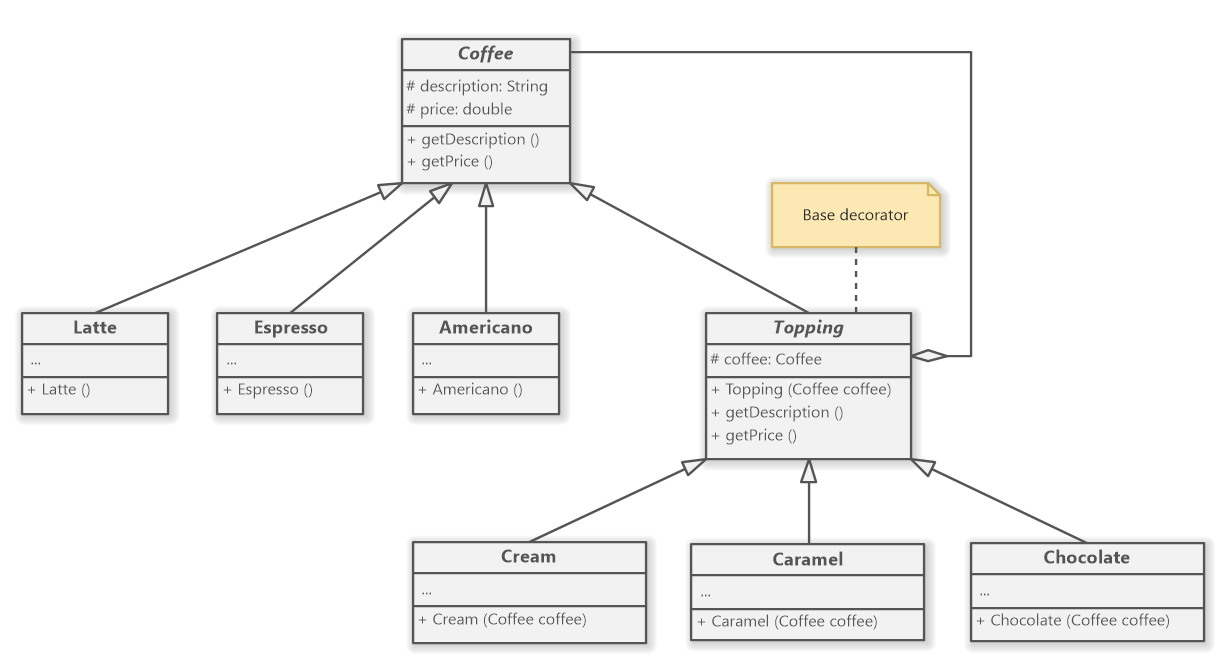 Coffee
# description: String
# price: double
+ getDescription ()
+ getPrice ()
Base decorator
Latte
...
+ Latte ()
Espresso
...
+ Espresso ()
Americano
...
+ Americano ()
Topping
# coffee: Coffee
+ Topping (Coffee coffee)
+ getDescription ()
+ getPrice ()
Cream
...
+ Cream (Coffee coffee)
Caramel
...
+ Caramel (Coffee coffee)
Chocolate
...
+ Chocolate (Coffee coffee)